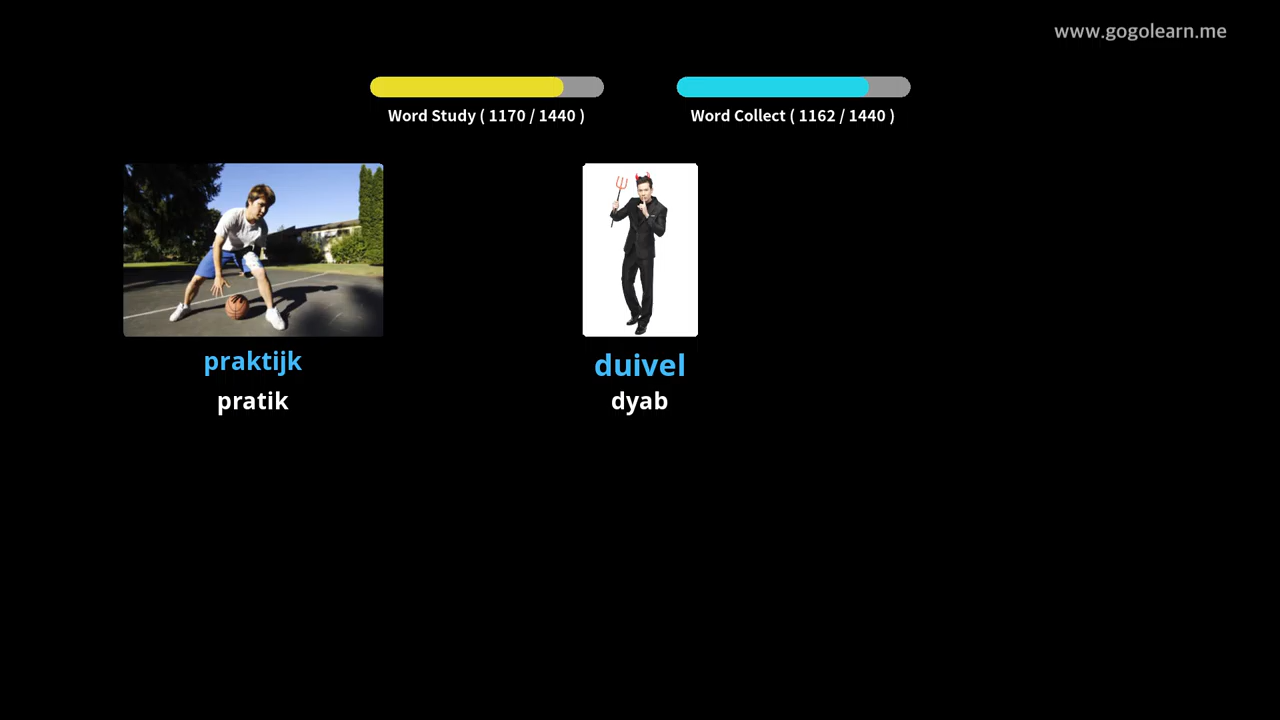 www.gogolearn.me
Word Study ( 1170 / 1440 )
Word Collect ( 1162 / 1440 )
praktijk
pratik
duivel
dyab